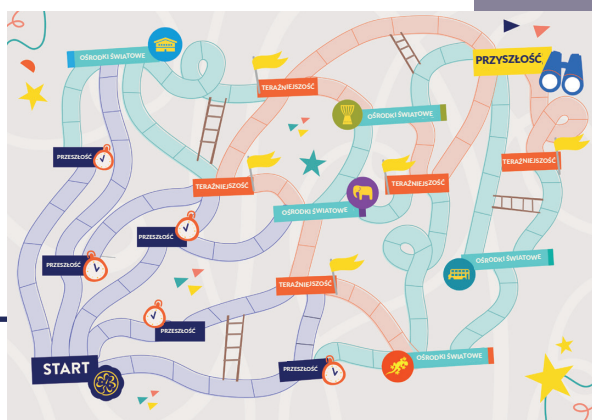 OŚRODKI ŚWIATOWE
PRZYSZŁOŚĆ
TERAŹNIEJSZOŚĆ
OŚRODKI ŚWIATOWE
PRZESZŁOŚĆ
TERAŹNIEJSZOŚĆ
TERAŹNIEJSZOŚĆ
TERAŹNIEJSZOŚĆ
OŚRODKI ŚWIATOWE
PRZESZŁOŚĆ
PRZESZŁOŚĆ
OŚRODKI ŚWIATOWE
TERAŹNIEJSZOŚĆ
PRZESZŁOŚĆ
OŚRODKI ŚWIATOWE
START
PRZESZŁOŚĆ